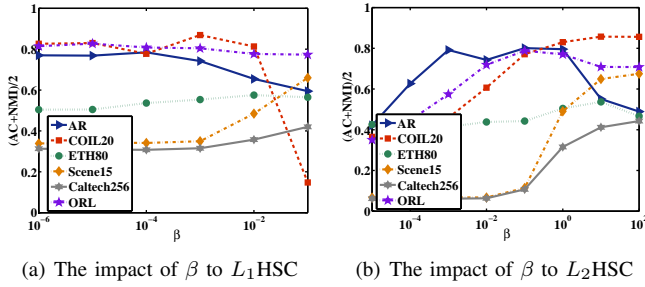 1
0.8
0.6
0.4
0.2
0
(AC+NMI)/2
AR
COIL20
ETH80
Scene15
Caltech256
ORL
10^-6
10^-4
10^-2
β
(a) The impact of β to L₁HSC
1
0.8
0.6
0.4
0.2
0
(AC+NMI)/2
AR
COIL20
ETH80
Scene15
Caltech256
ORL
10^-4
10^-2
10^0
10^2
β
(b) The impact of β to L₂HSC